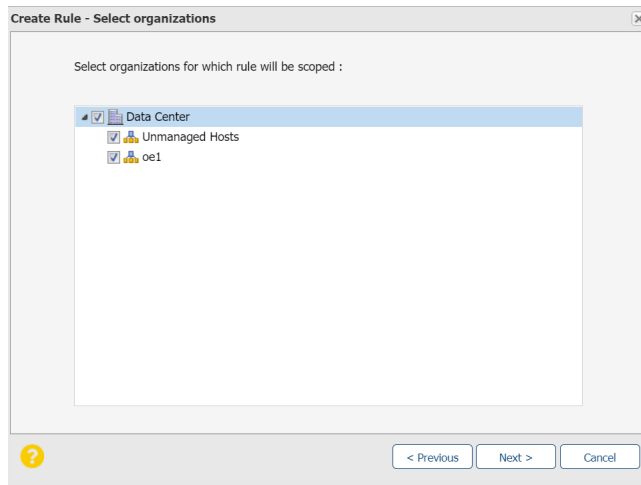 Create Rule - Select organizations
Select organizations for which rule will be scoped :
Data Center
Unmanaged Hosts
oe1
?
< Previous
Next >
Cancel